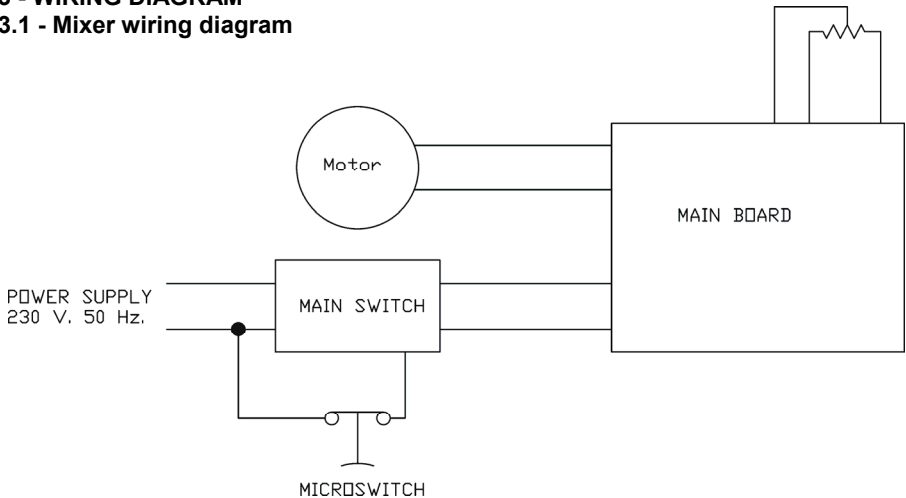 3.1 - Mixer wiring diagram
Motor
MAIN BOARD
POWER SUPPLY
230 V. 50 Hz.
MAIN SWITCH
MICROSWITCH